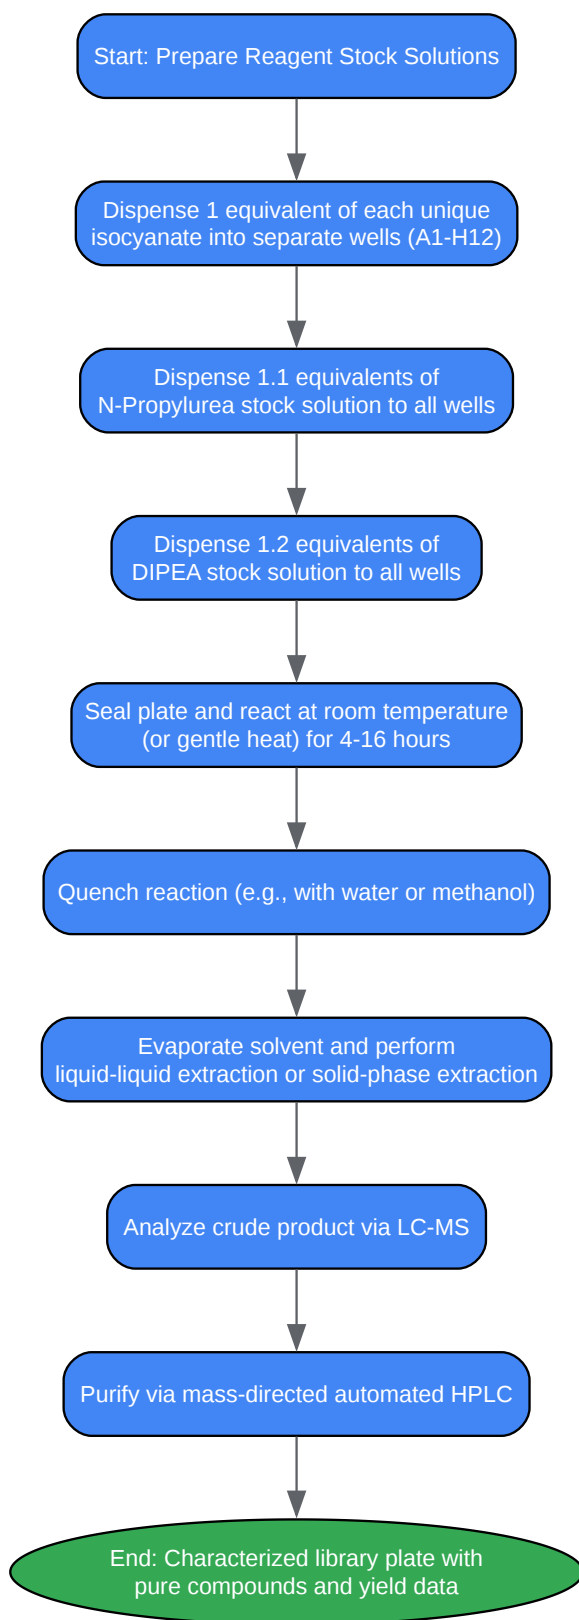 Start: Prepare Reagent Stock Solutions
Dispense 1 equivalent of each unique
isocyanate into separate wells (A1-H12)
Dispense 1.1 equivalents of
N-Propylurea stock solution to all wells
Dispense 1.2 equivalents of
DIPEA stock solution to all wells
Seal plate and react at room temperature
(or gentle heat) for 4-16 hours
Quench reaction (e.g., with water or methanol)
Evaporate solvent and perform
liquid-liquid extraction or solid-phase extraction
Analyze crude product via LC-MS
Purify via mass-directed automated HPLC
End: Characterized library plate with
pure compounds and yield data